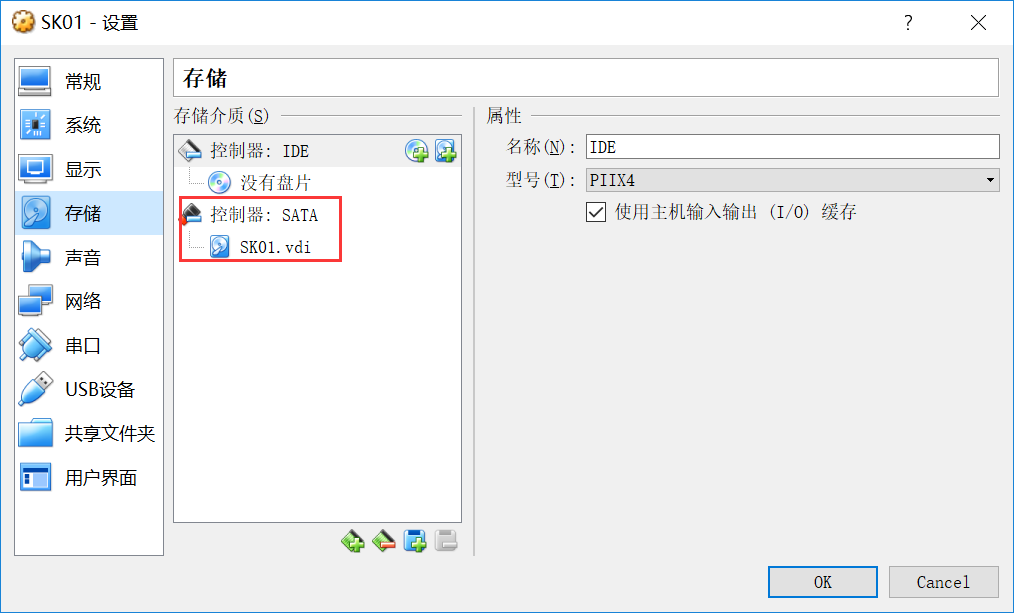 SK01 - 设置
?
常规
系统
显示
存储
声音
网络
串口
USB设备
共享文件夹
用户界面
存储
存储介质(S)
控制器: IDE
没有盘片
控制器: SATA
SK01.vdi
属性
名称(N): IDE
型号(T): PIIX4
使用主机输入输出 (I/O) 缓存
OK
Cancel